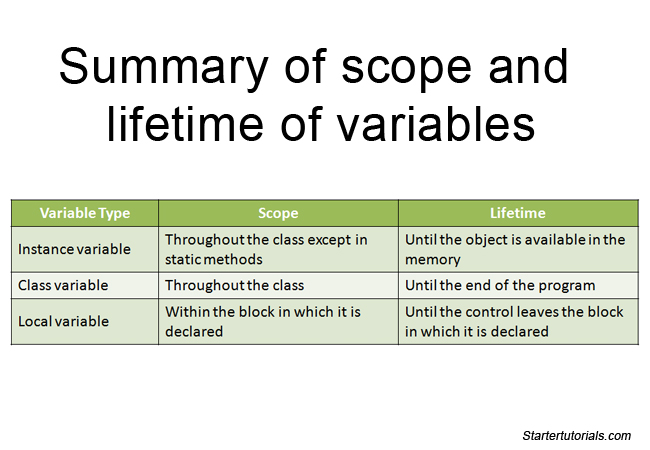 Summary of scope and
lifetime of variables
Variable Type Scope Lifetime
Instance variable
Throughout the class except in
static methods
Until the object is available in the
memory
Class variable Throughout the class Until the end of the program
Local variable
Within the block in which it is
declared
Until the control leaves the block
in which it is declared
Startertutorials.com